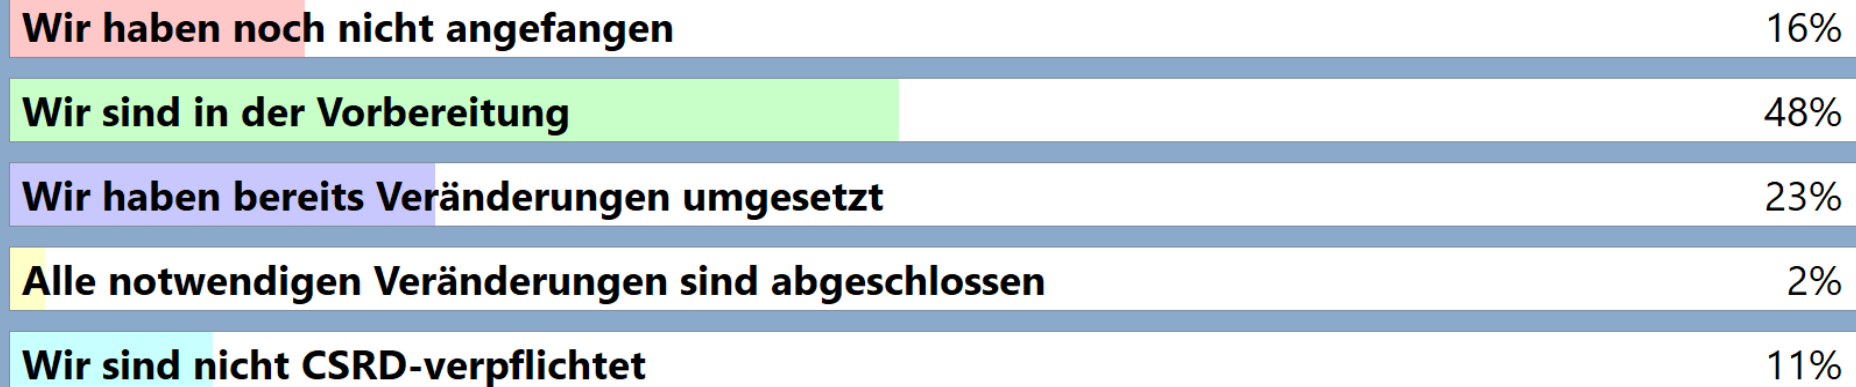 Wir haben noch nicht angefangen 16%
Wir sind in der Vorbereitung 48%
Wir haben bereits Veränderungen umgesetzt 23%
Alle notwendigen Veränderungen sind abgeschlossen 2%
Wir sind nicht CSRD-verpflichtet 11%